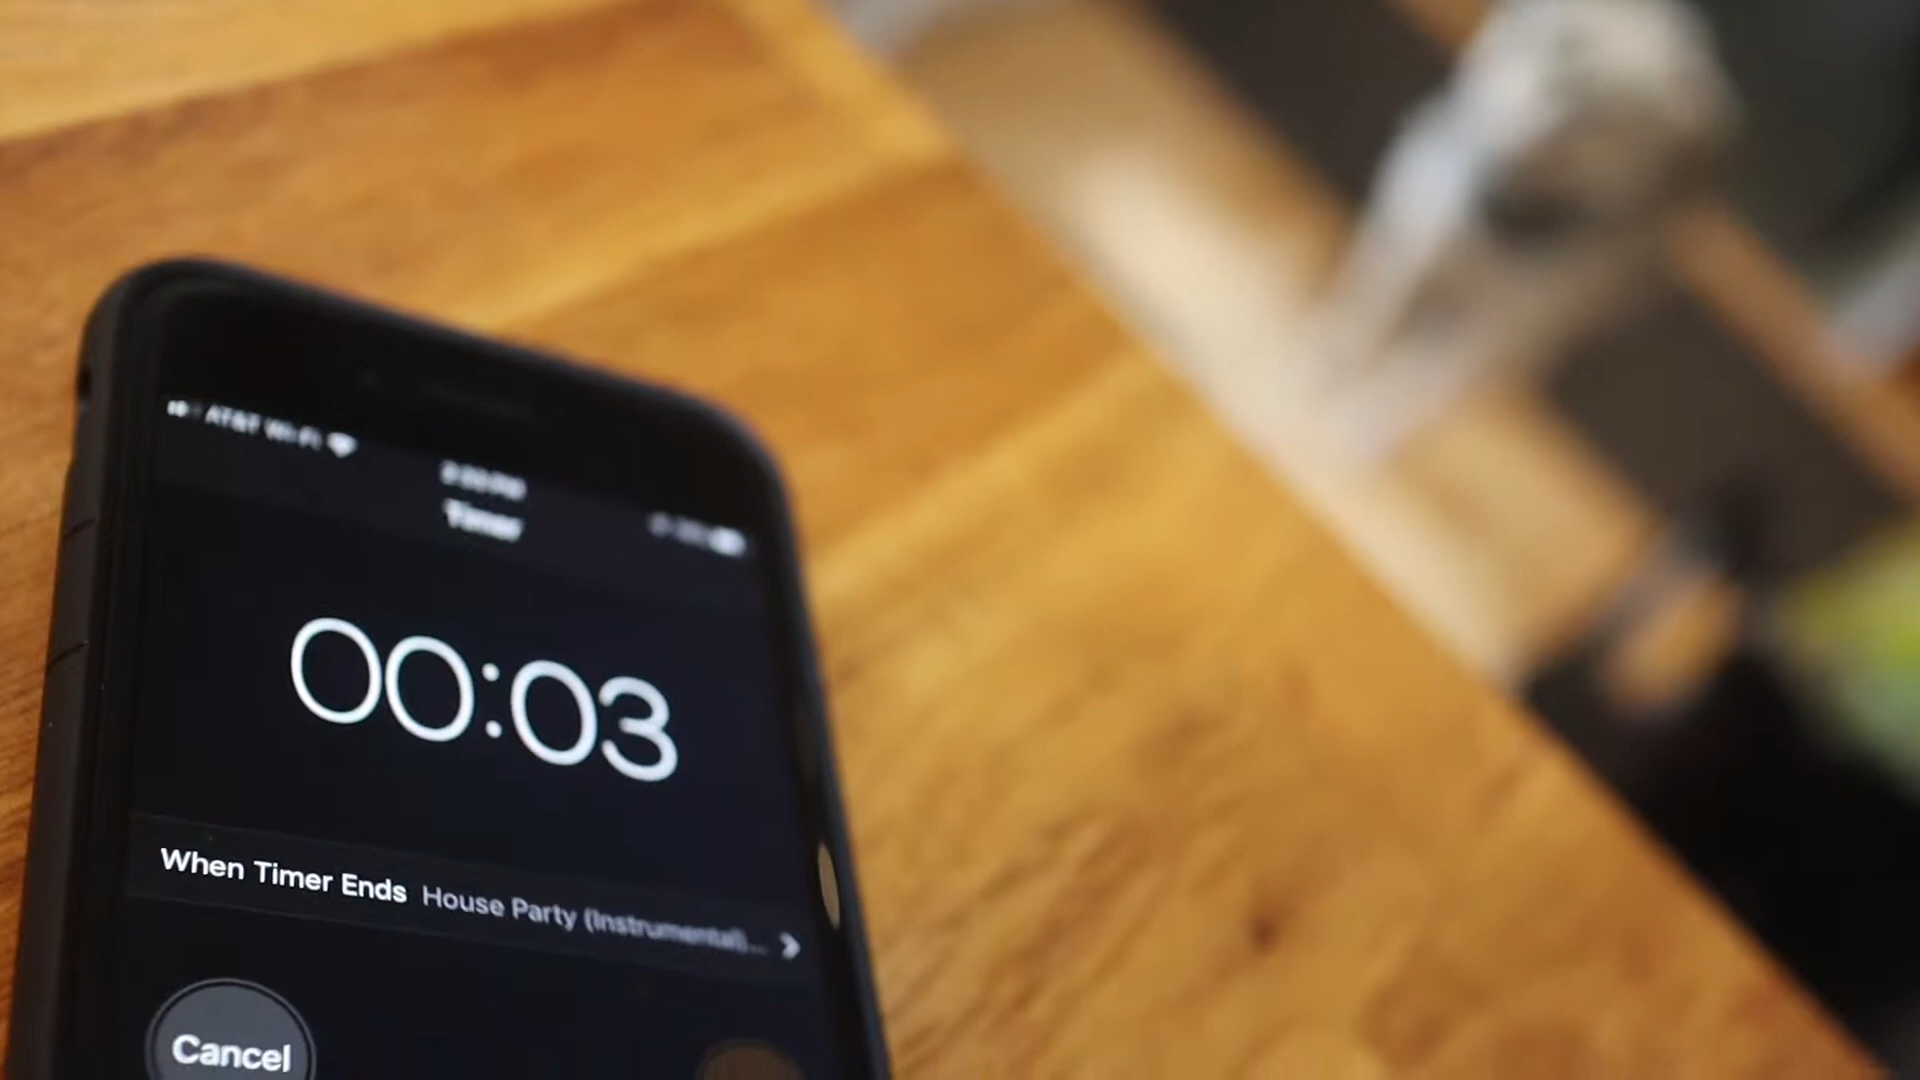 AT&T Wi-Fi
Timer
00:03
When Timer Ends House Party (Instrumental)...
Cancel